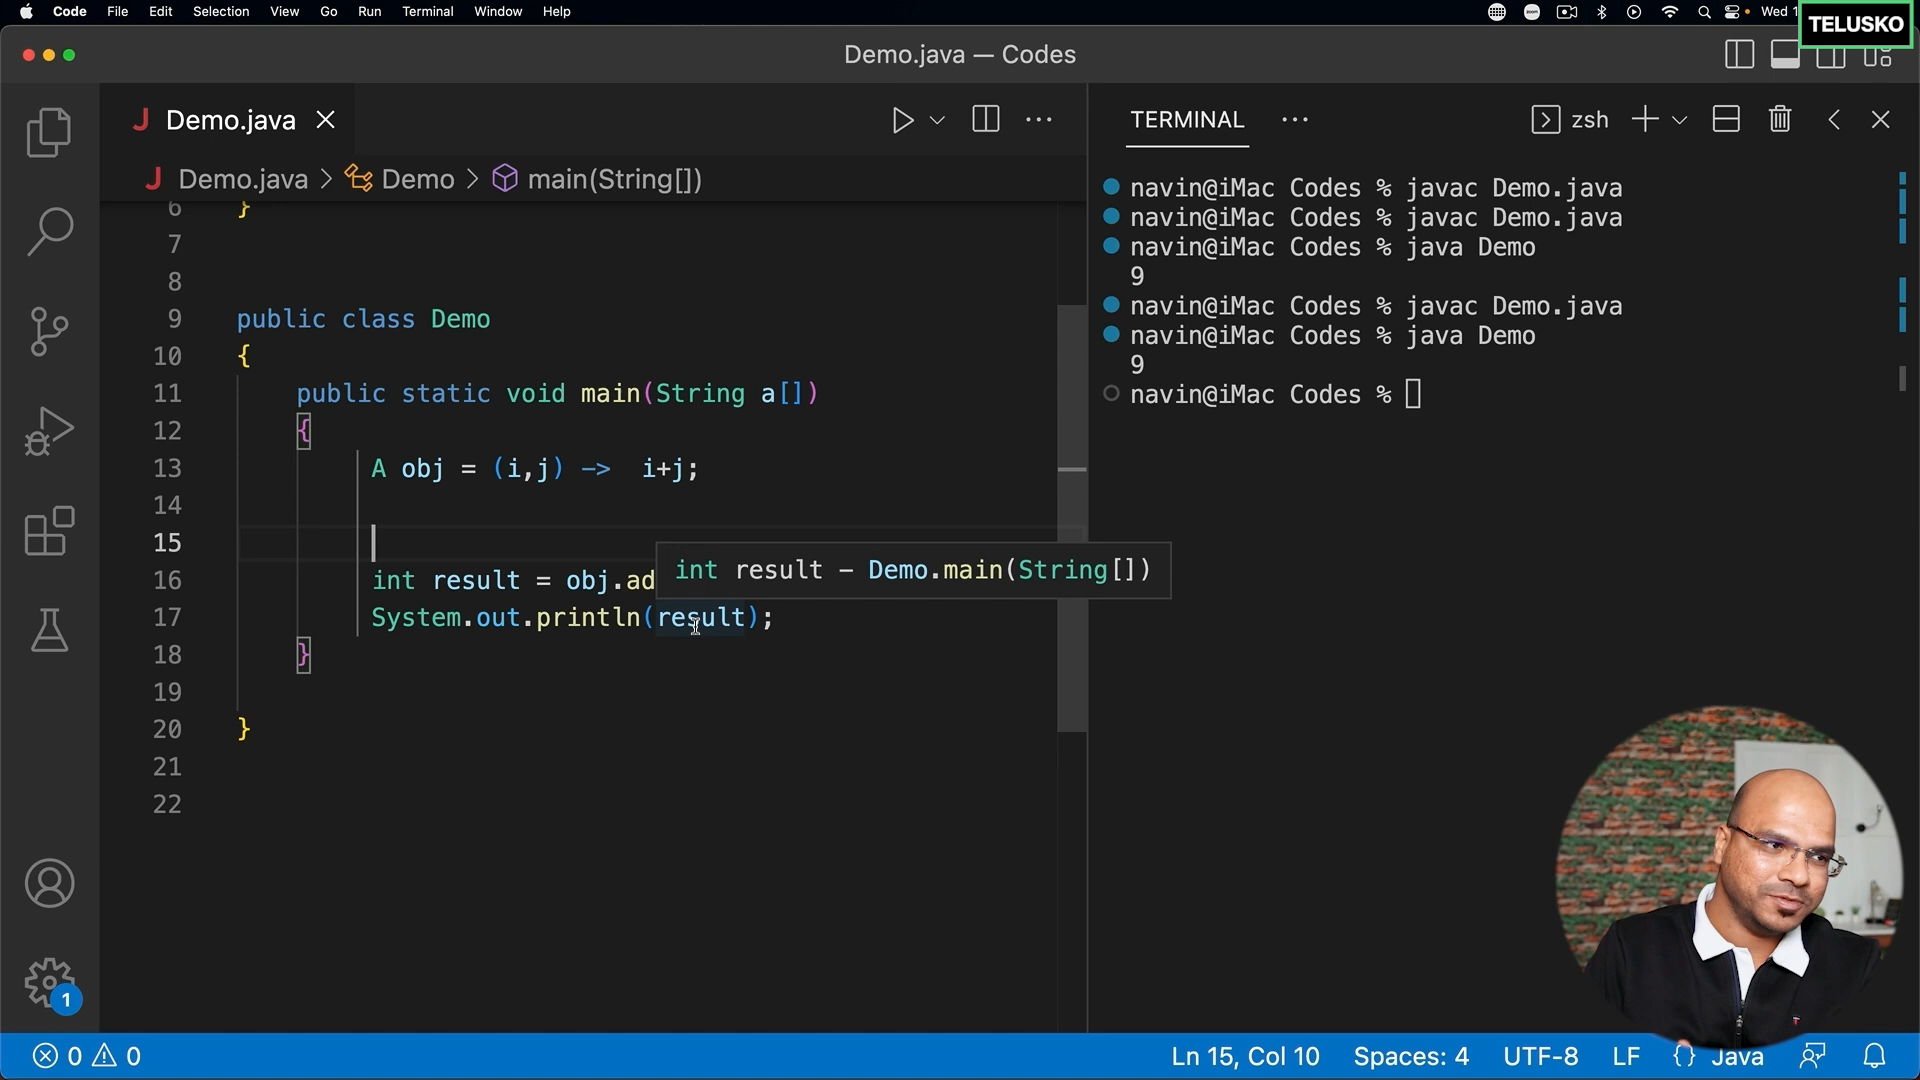 Code File Edit Selection View Go Run Terminal Window Help
zoom
Wed 1
TELUSKO
Demo.java — Codes
J Demo.java
J Demo.java > Demo > main(String[])
6 }
7
8
9 public class Demo
10 {
11 public static void main(String a[])
12 {
13 A obj = (i,j) -> i+j;
14
15
16 int result = obj.ad
int result - Demo.main(String[])
17 System.out.println(result);
18 }
19
20 }
21
22
TERMINAL
zsh
navin@iMac Codes % javac Demo.java
navin@iMac Codes % javac Demo.java
navin@iMac Codes % java Demo
9
navin@iMac Codes % javac Demo.java
navin@iMac Codes % java Demo
9
navin@iMac Codes %
1
0 0
Ln 15, Col 10 Spaces: 4 UTF-8 LF {} Java